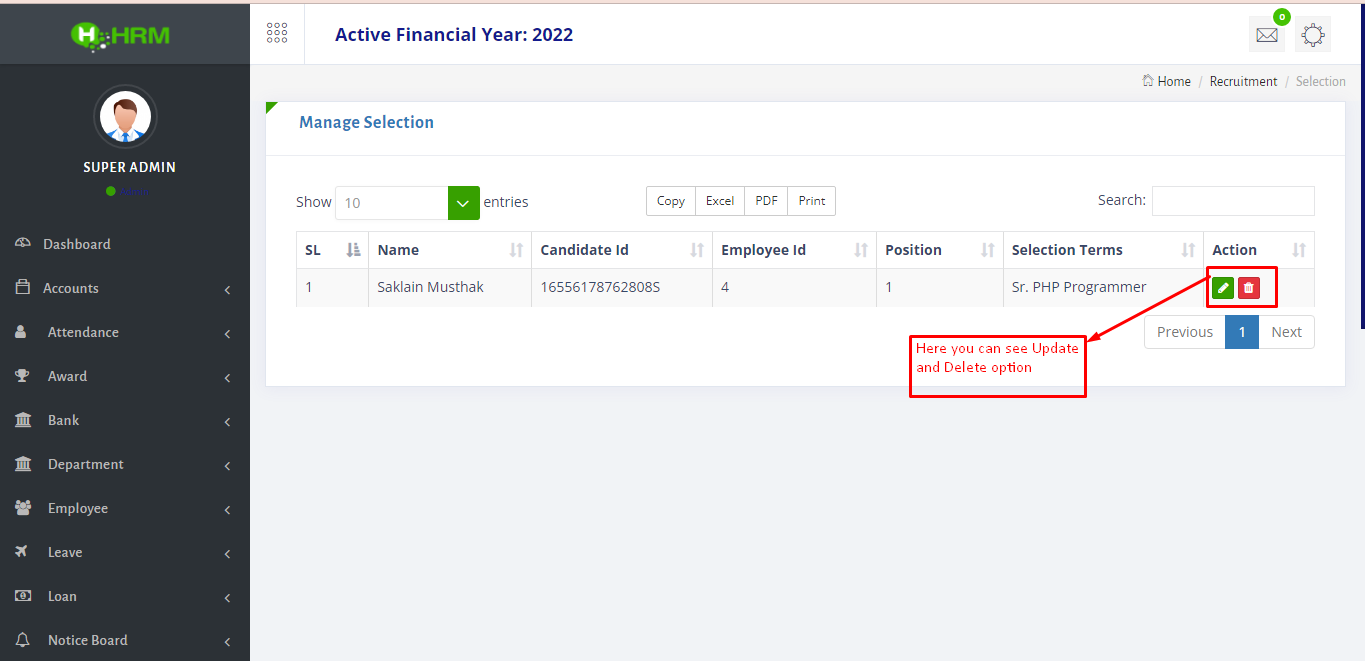 HRM
Active Financial Year: 2022
0
Home / Recruitment / Selection
SUPER ADMIN
Manage Selection
Show 10 entries
Copy Excel PDF Print
Search:
SL Name Candidate Id Employee Id Position Selection Terms Action
1 Saklain Musthak 16556178762808S 4 1 Sr. PHP Programmer
Previous 1 Next
Here you can see Update
and Delete option
Dashboard
Accounts
Attendance
Award
Bank
Department
Employee
Leave
Loan
Notice Board